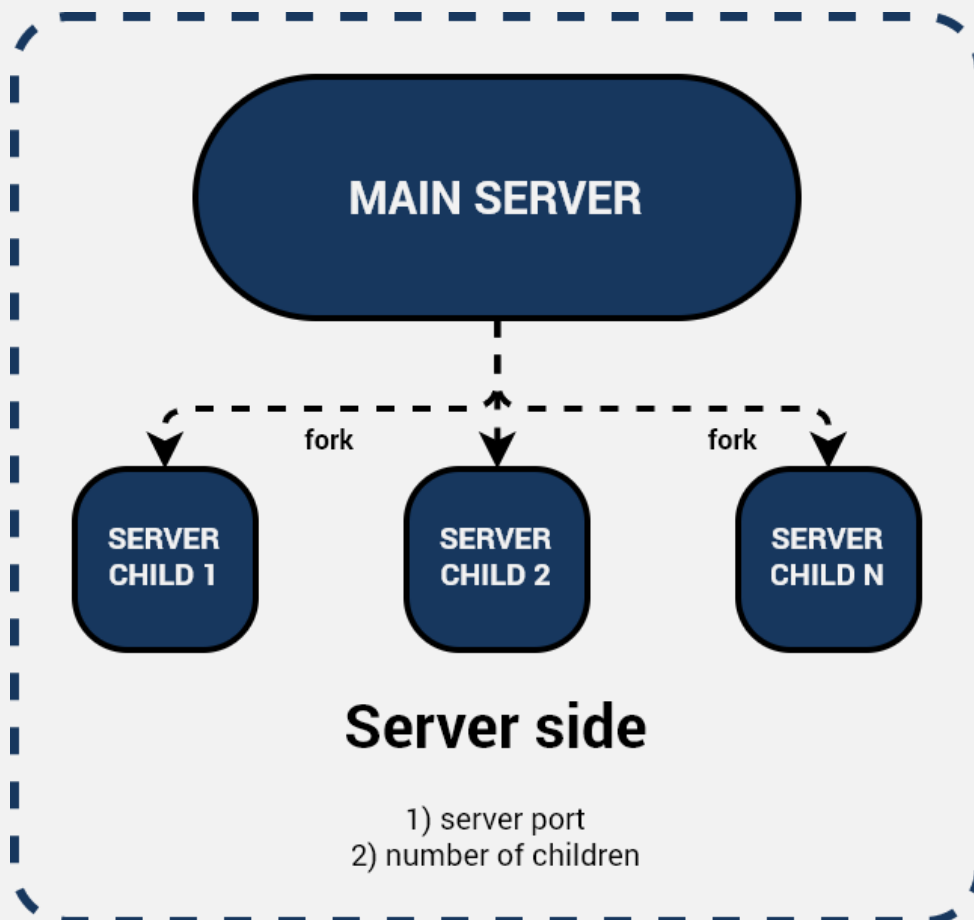 MAIN SERVER
fork
fork
SERVER
CHILD 1
SERVER
CHILD 2
SERVER
CHILD N
Server side
1) server port
2) number of children